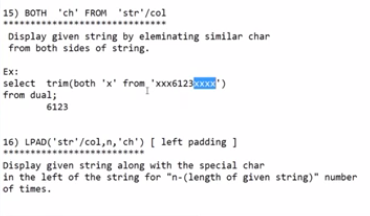 15) BOTH 'ch' FROM 'str'/col
******************************
Display given string by eleminating similar char
from both sides of string.
Ex:
select trim(both 'x' from 'xxx6123xxxx')
from dual;
6123
16) LPAD('str'/col,n,'ch') [ left padding ]
***************************
Display given string along with the special char
in the left of the string for "n-(length of given string)" number
of times.